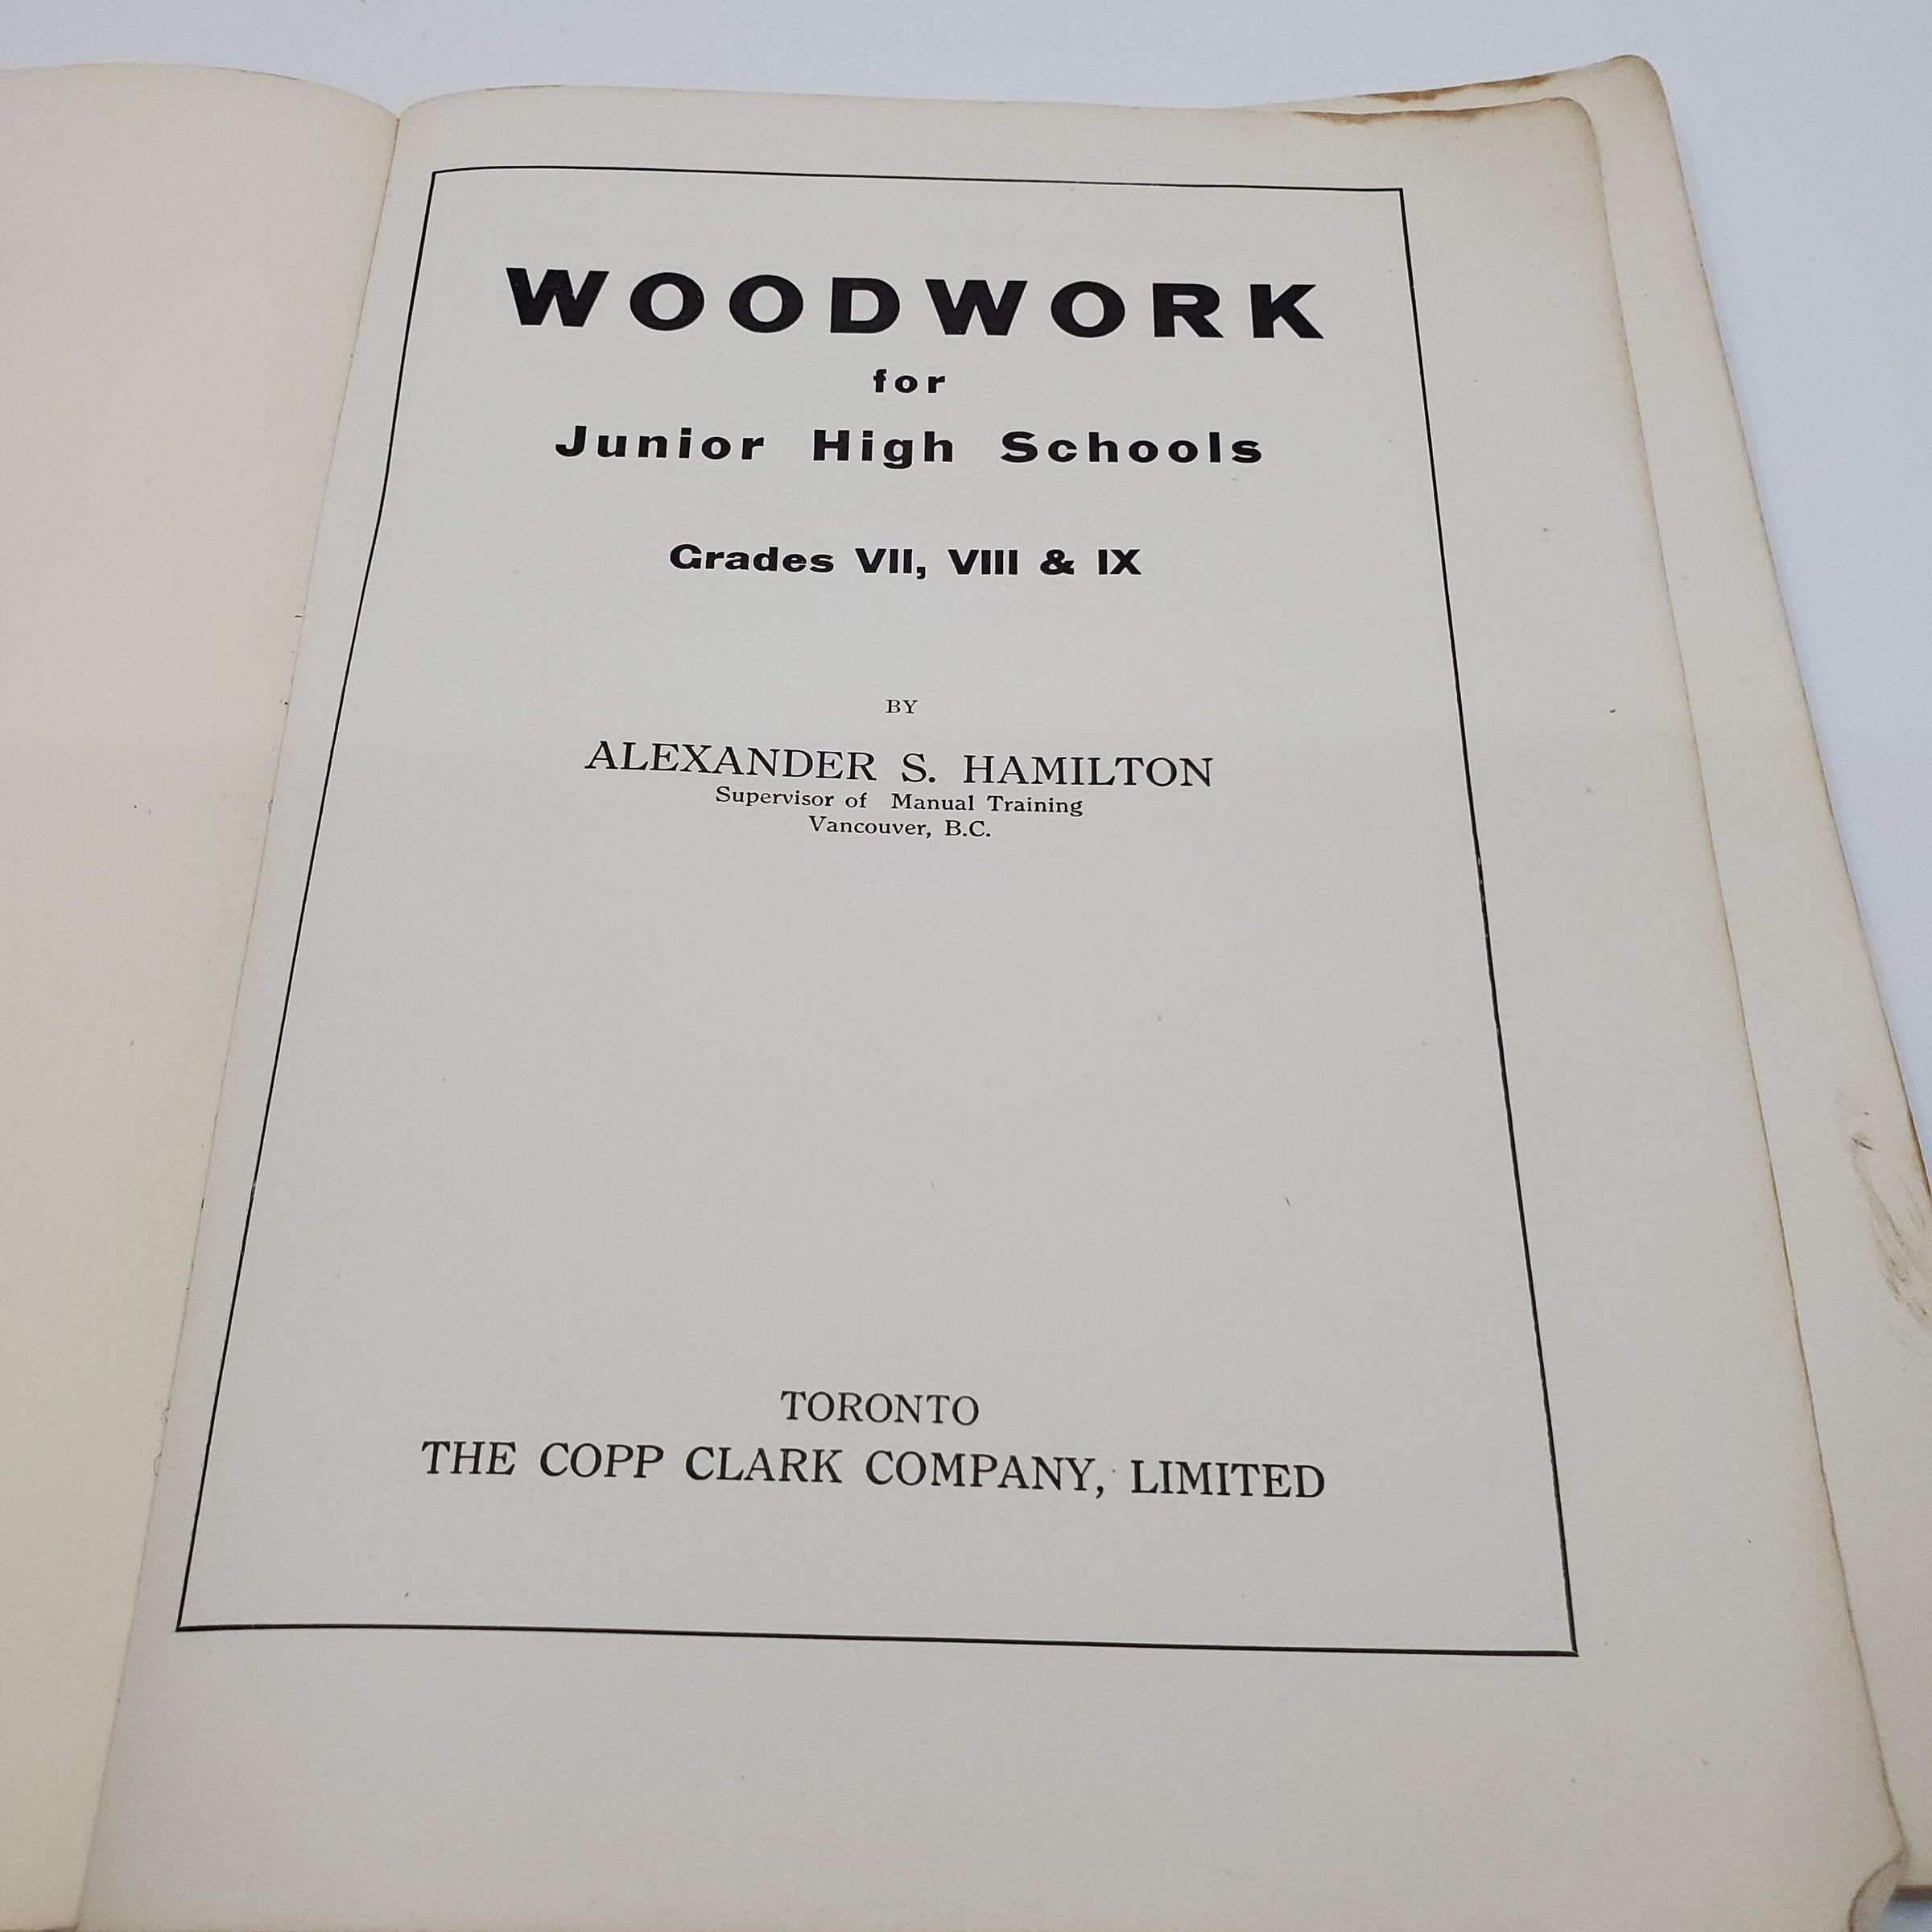 WOODWORK
for
Junior High Schools
Grades VII, VIII & IX
BY
ALEXANDER S. HAMILTON
Supervisor of Manual Training
Vancouver, B.C.
TORONTO
THE COPP CLARK COMPANY, LIMITED